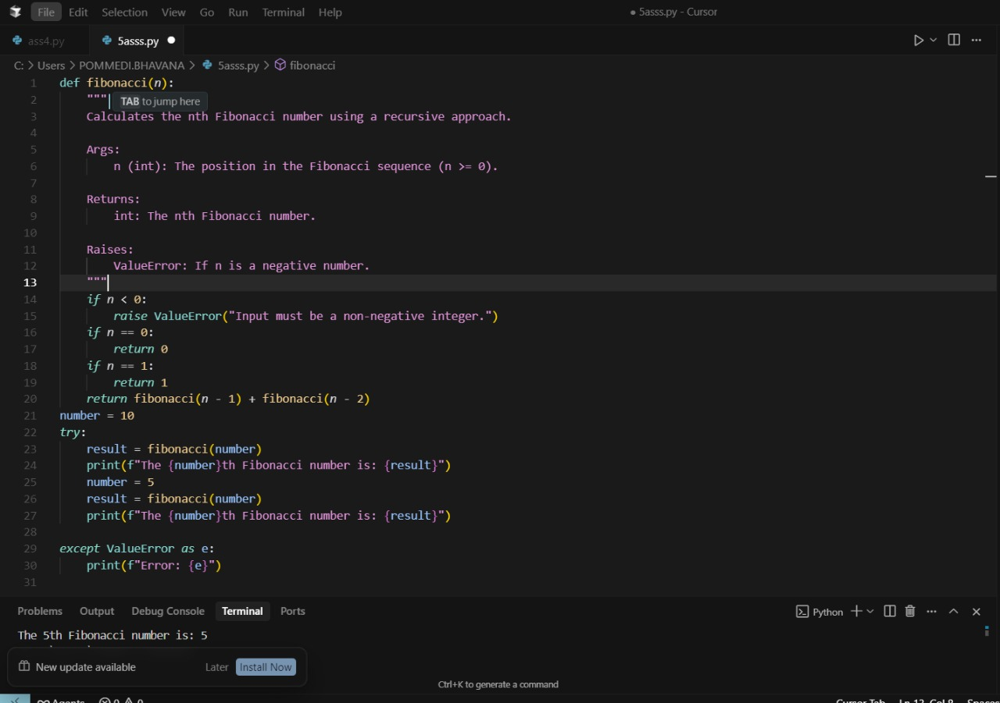 File Edit Selection View Go Run Terminal Help ● 5asss.py - Cursor
ass4.py 5asss.py
C: > Users > POMMEDI.BHAVANA > 5asss.py > fibonacci
1 def fibonacci(n):
2     """ TAB to jump here
3     Calculates the nth Fibonacci number using a recursive approach.
4
5     Args:
6         n (int): The position in the Fibonacci sequence (n >= 0).
7
8     Returns:
9         int: The nth Fibonacci number.
10
11     Raises:
12         ValueError: If n is a negative number.
13     """
14     if n < 0:
15         raise ValueError("Input must be a non-negative integer.")
16     if n == 0:
17         return 0
18     if n == 1:
19         return 1
20     return fibonacci(n - 1) + fibonacci(n - 2)
21 number = 10
22 try:
23     result = fibonacci(number)
24     print(f"The {number}th Fibonacci number is: {result}")
25     number = 5
26     result = fibonacci(number)
27     print(f"The {number}th Fibonacci number is: {result}")
28
29 except ValueError as e:
30     print(f"Error: {e}")
31
Problems Output Debug Console Terminal Ports Python
The 5th Fibonacci number is: 5
New update available Later Install Now
Ctrl+K to generate a command
Agents 0 0 Cursor Tab Ln 13, Col 8 Spaces